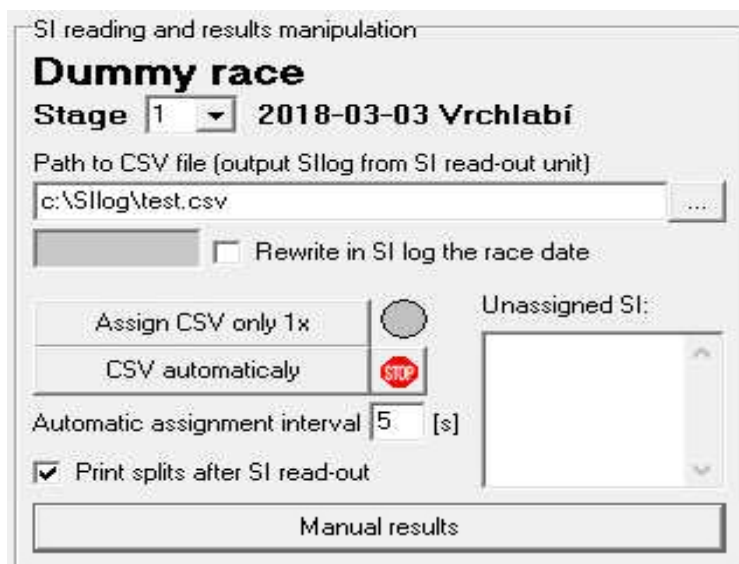 SI reading and results manipulation
Dummy race
Stage 1 2018-03-03 Vrchlabí
Path to CSV file (output SIlog from SI read-out unit)
c:\SIlog\test.csv ...
Rewrite in SI log the race date
Assign CSV only 1x
Unassigned SI:
CSV automaticaly STOP
Automatic assignment interval 5 [s]
Print splits after SI read-out
Manual results